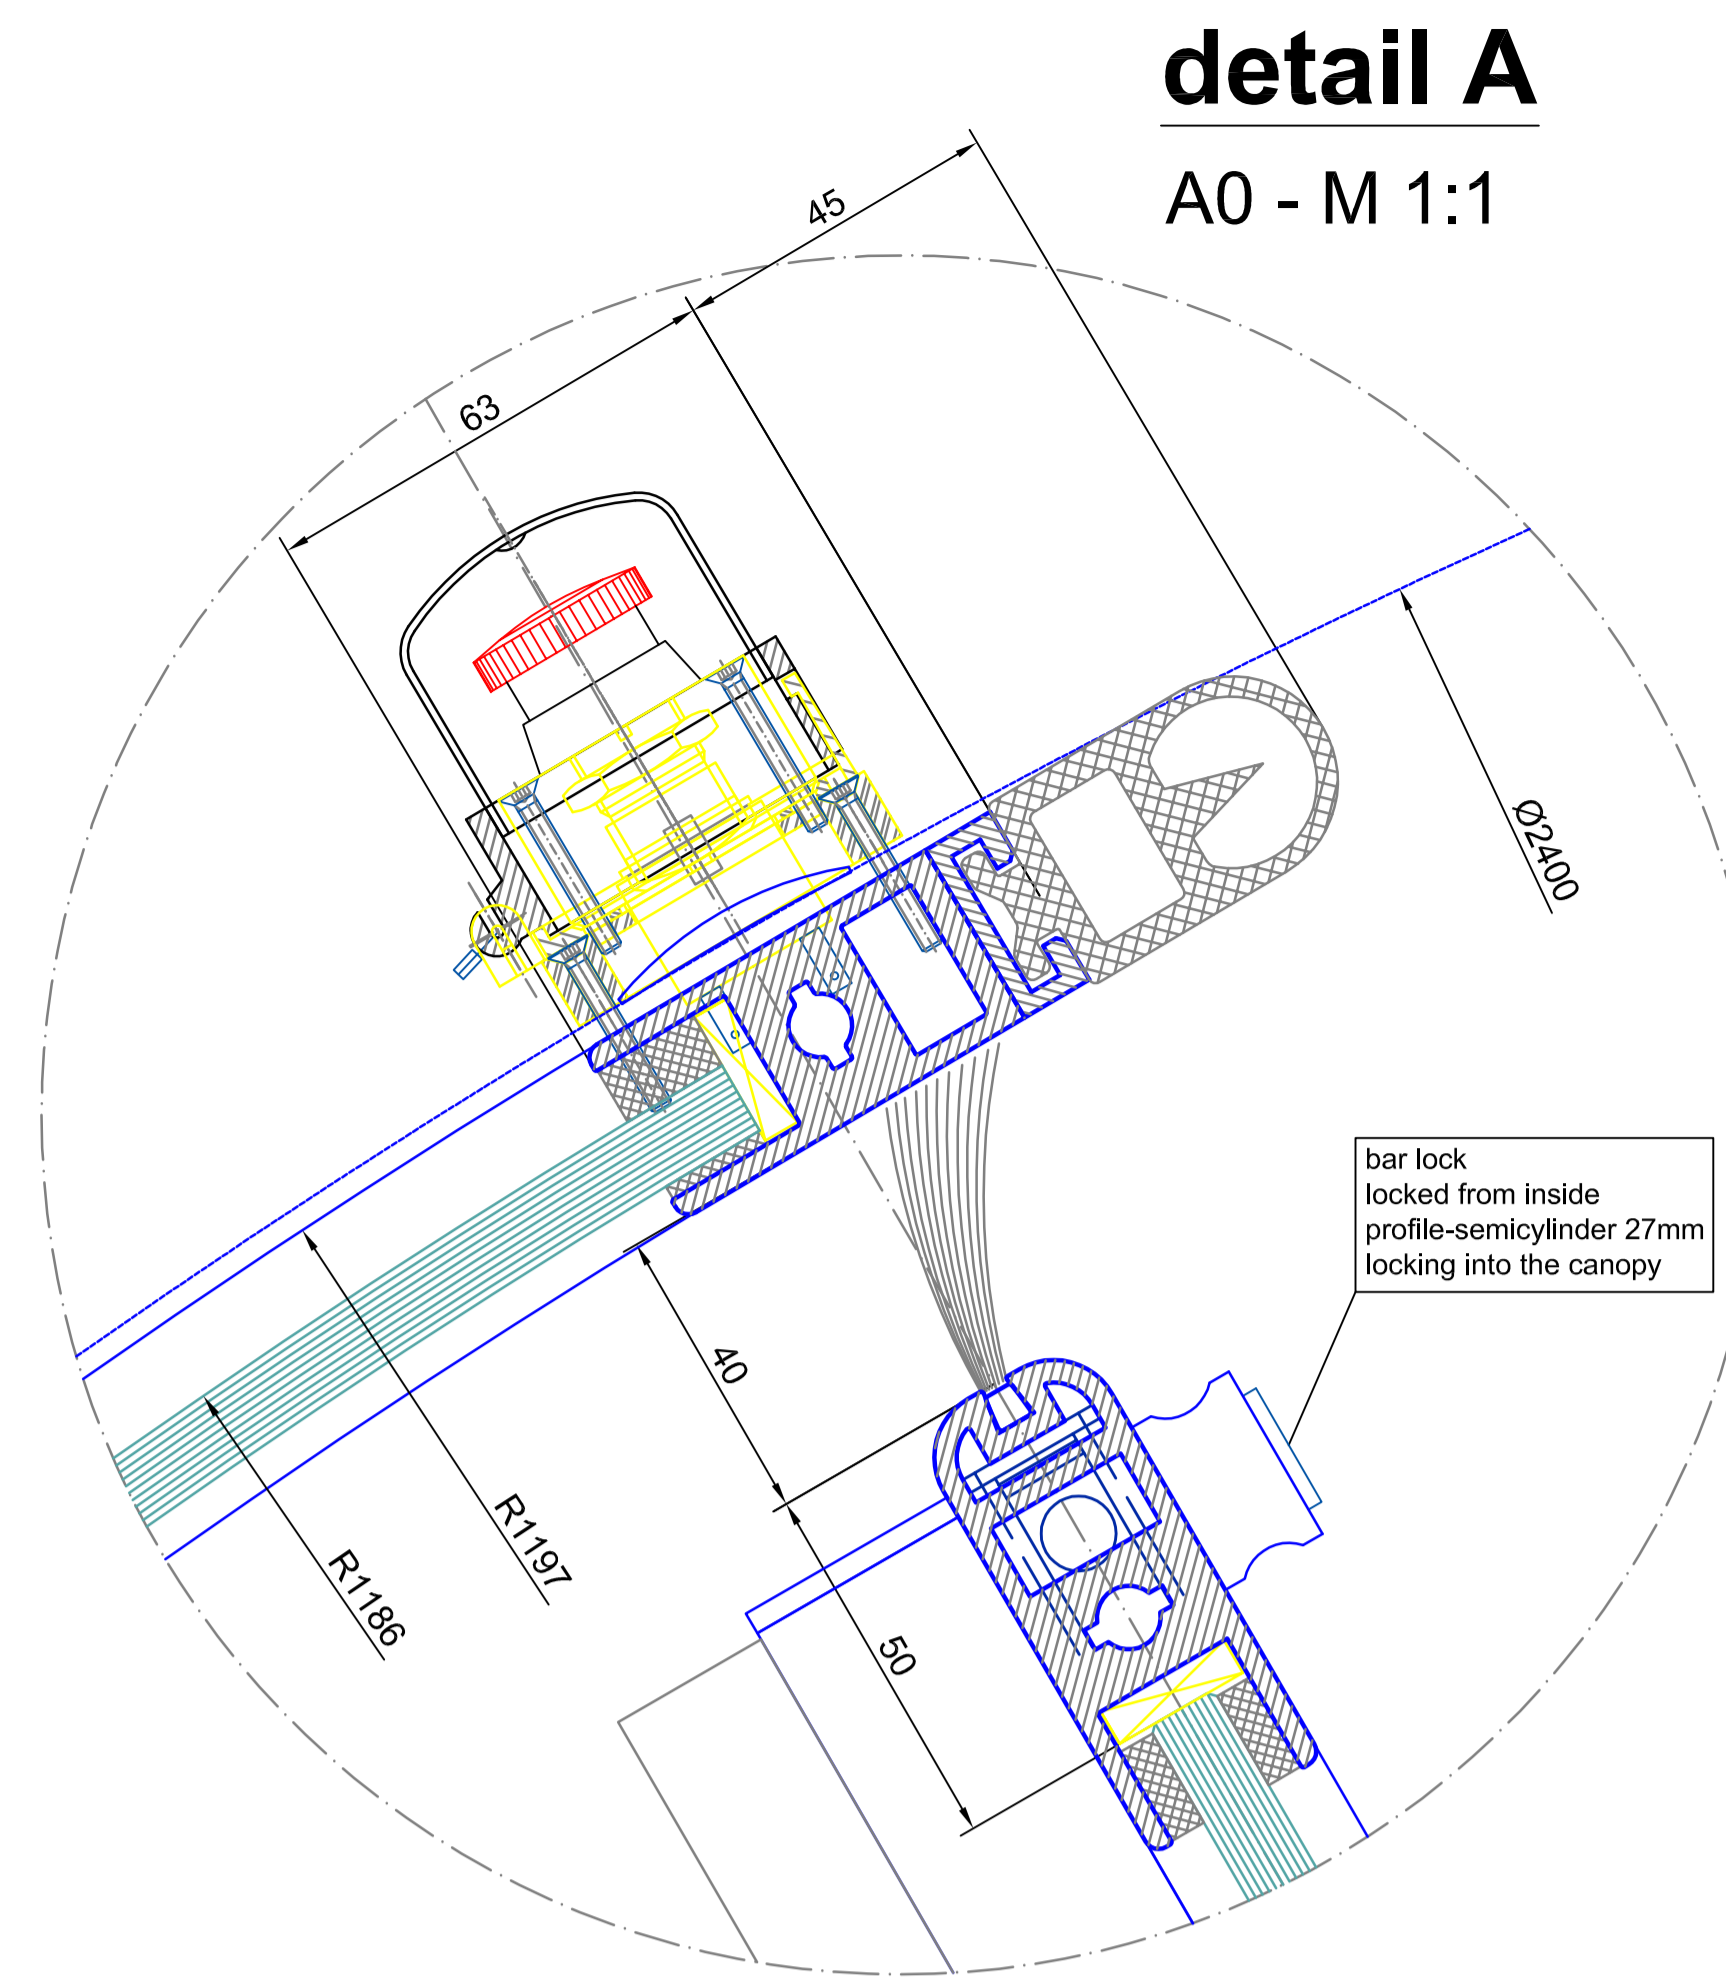 detail A
A0 - M 1:1
45
63
Ø2400
bar lock
locked from inside
profile-semicylinder 27mm
locking into the canopy
40
R1197
R1186
50